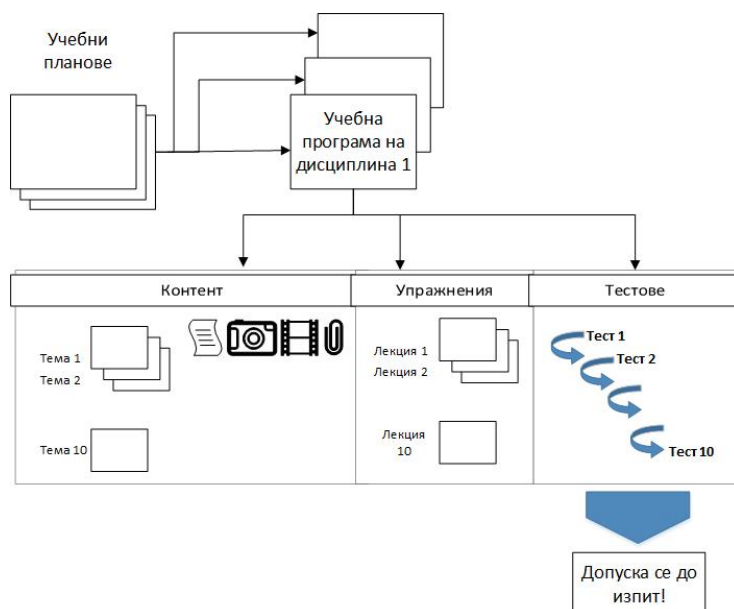 Учебни
планове
Учебна
програма на
дисциплина 1
Контент
Упражнения
Тестове
Тема 1
Тема 2
Тема 10
Лекция 1
Лекция 2
Лекция
10
Тест 1
Тест 2
Тест 10
Допуска се до
изпит!